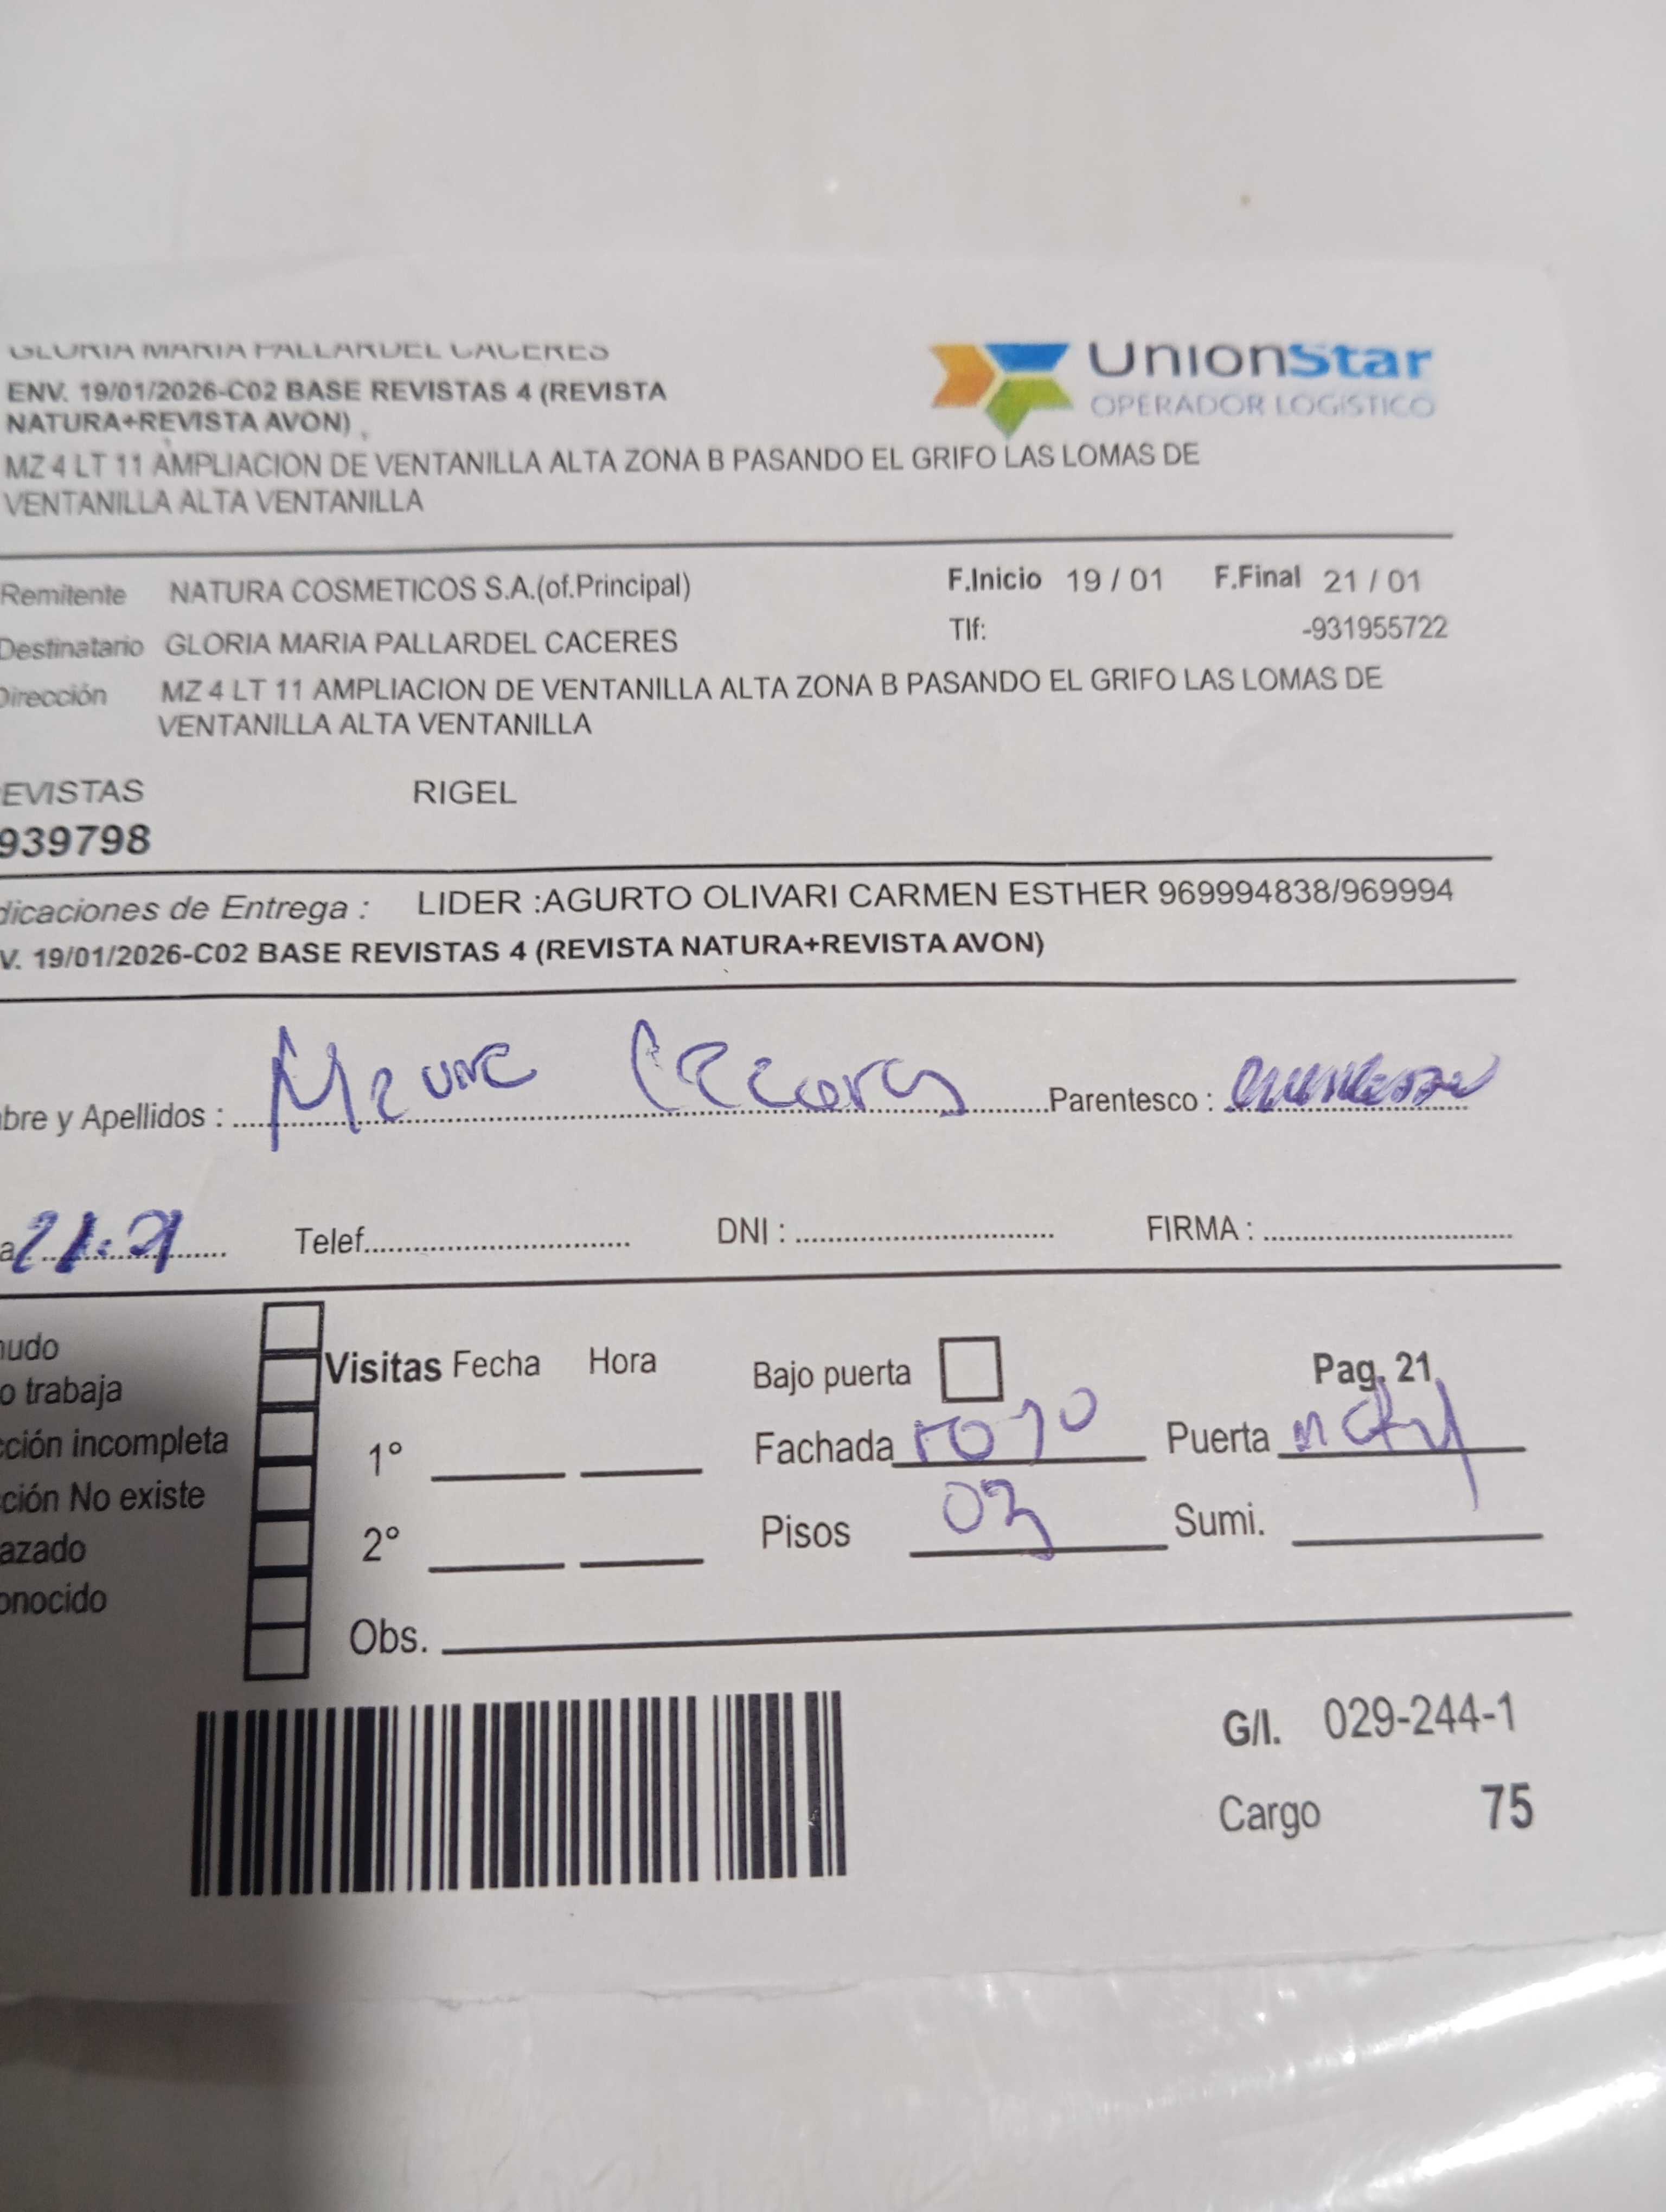 GLORIA MARIA PALLARDEL CACERES
ENV. 19/01/2026-C02 BASE REVISTAS 4 (REVISTA
NATURA+REVISTA AVON)
UnionStar
OPERADOR LOGÍSTICO
MZ 4 LT 11 AMPLIACION DE VENTANILLA ALTA ZONA B PASANDO EL GRIFO LAS LOMAS DE
VENTANILLA ALTA VENTANILLA
Remitente NATURA COSMETICOS S.A.(of.Principal) F.Inicio 19 / 01 F.Final 21 / 01
Destinatario GLORIA MARIA PALLARDEL CACERES Tlf: -931955722
Dirección MZ 4 LT 11 AMPLIACION DE VENTANILLA ALTA ZONA B PASANDO EL GRIFO LAS LOMAS DE
VENTANILLA ALTA VENTANILLA
EVISTAS RIGEL
939798
dicaciones de Entrega : LIDER :AGURTO OLIVARI CARMEN ESTHER 969994838/969994
V. 19/01/2026-C02 BASE REVISTAS 4 (REVISTA NATURA+REVISTA AVON)
bre y Apellidos : Parentesco :
a Telef. DNI : FIRMA :
nudo
o trabaja
Visitas Fecha Hora Bajo puerta Pag. 21
cción incompleta 1° Fachada rojo Puerta
cción No existe
azado 2° Pisos 03 Sumi.
onocido
Obs.
G/I. 029-244-1
Cargo 75